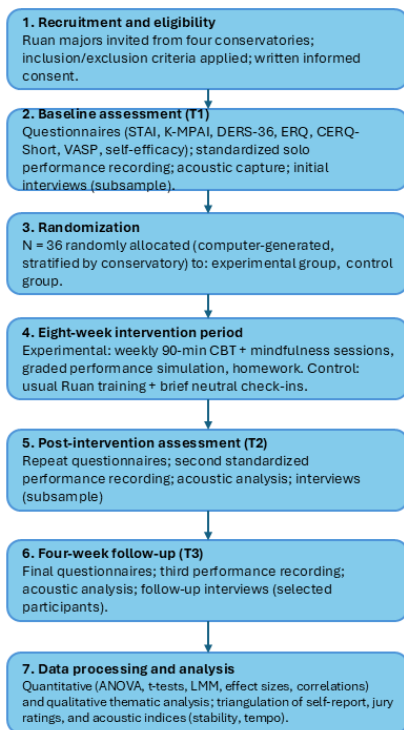 1. Recruitment and eligibility
Ruan majors invited from four conservatories;
inclusion/exclusion criteria applied; written informed
consent.
2. Baseline assessment (T1)
Questionnaires (STAI, K-MPAI, DERS-36, ERQ, CERQ-
Short, VASP, self-efficacy); standardized solo
performance recording; acoustic capture; initial
interviews (subsample).
3. Randomization
N = 36 randomly allocated (computer-generated,
stratified by conservatory) to: experimental group, control
group.
4. Eight-week intervention period
Experimental: weekly 90-min CBT + mindfulness sessions,
graded performance simulation, homework. Control:
usual Ruan training + brief neutral check-ins.
5. Post-intervention assessment (T2)
Repeat questionnaires; second standardized
performance recording; acoustic analysis; interviews
(subsample)
6. Four-week follow-up (T3)
Final questionnaires; third performance recording;
acoustic analysis; follow-up interviews (selected
participants).
7. Data processing and analysis
Quantitative (ANOVA, t-tests, LMM, effect sizes, correlations)
and qualitative thematic analysis; triangulation of self-report, jury
ratings, and acoustic indices (stability, tempo).